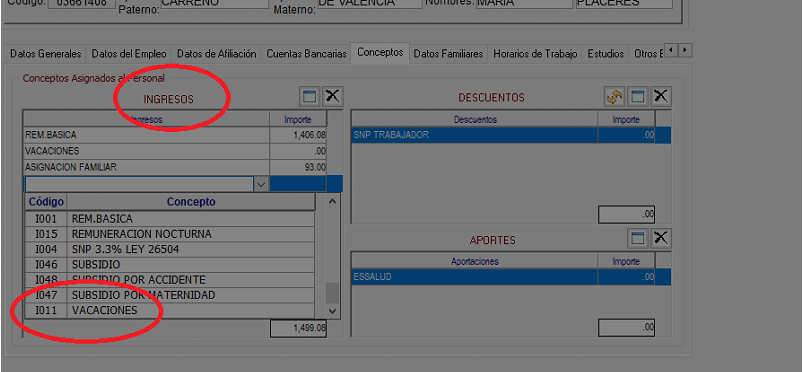 Código: 03661408 Paterno: CARREÑO Materno: DE VALENCIA Nombres: MARIA PLACERES
Datos Generales Datos del Empleo Datos de Afiliación Cuentas Bancarias Conceptos Datos Familiares Horarios de Trabajo Estudios Otros
Conceptos Asignados al Personal
INGRESOS
Ingresos Importe
REM.BASICA 1,406.08
VACACIONES .00
ASIGNACION FAMILIAR 93.00
Código Concepto
I001 REM.BASICA
I015 REMUNERACION NOCTURNA
I004 SNP 3.3% LEY 26504
I046 SUBSIDIO
I048 SUBSIDIO POR ACCIDENTE
I047 SUBSIDIO POR MATERNIDAD
I011 VACACIONES
1,499.08
DESCUENTOS
Descuentos Importe
SNP TRABAJADOR .00
.00
APORTES
Aportaciones Importe
ESSALUD .00
.00